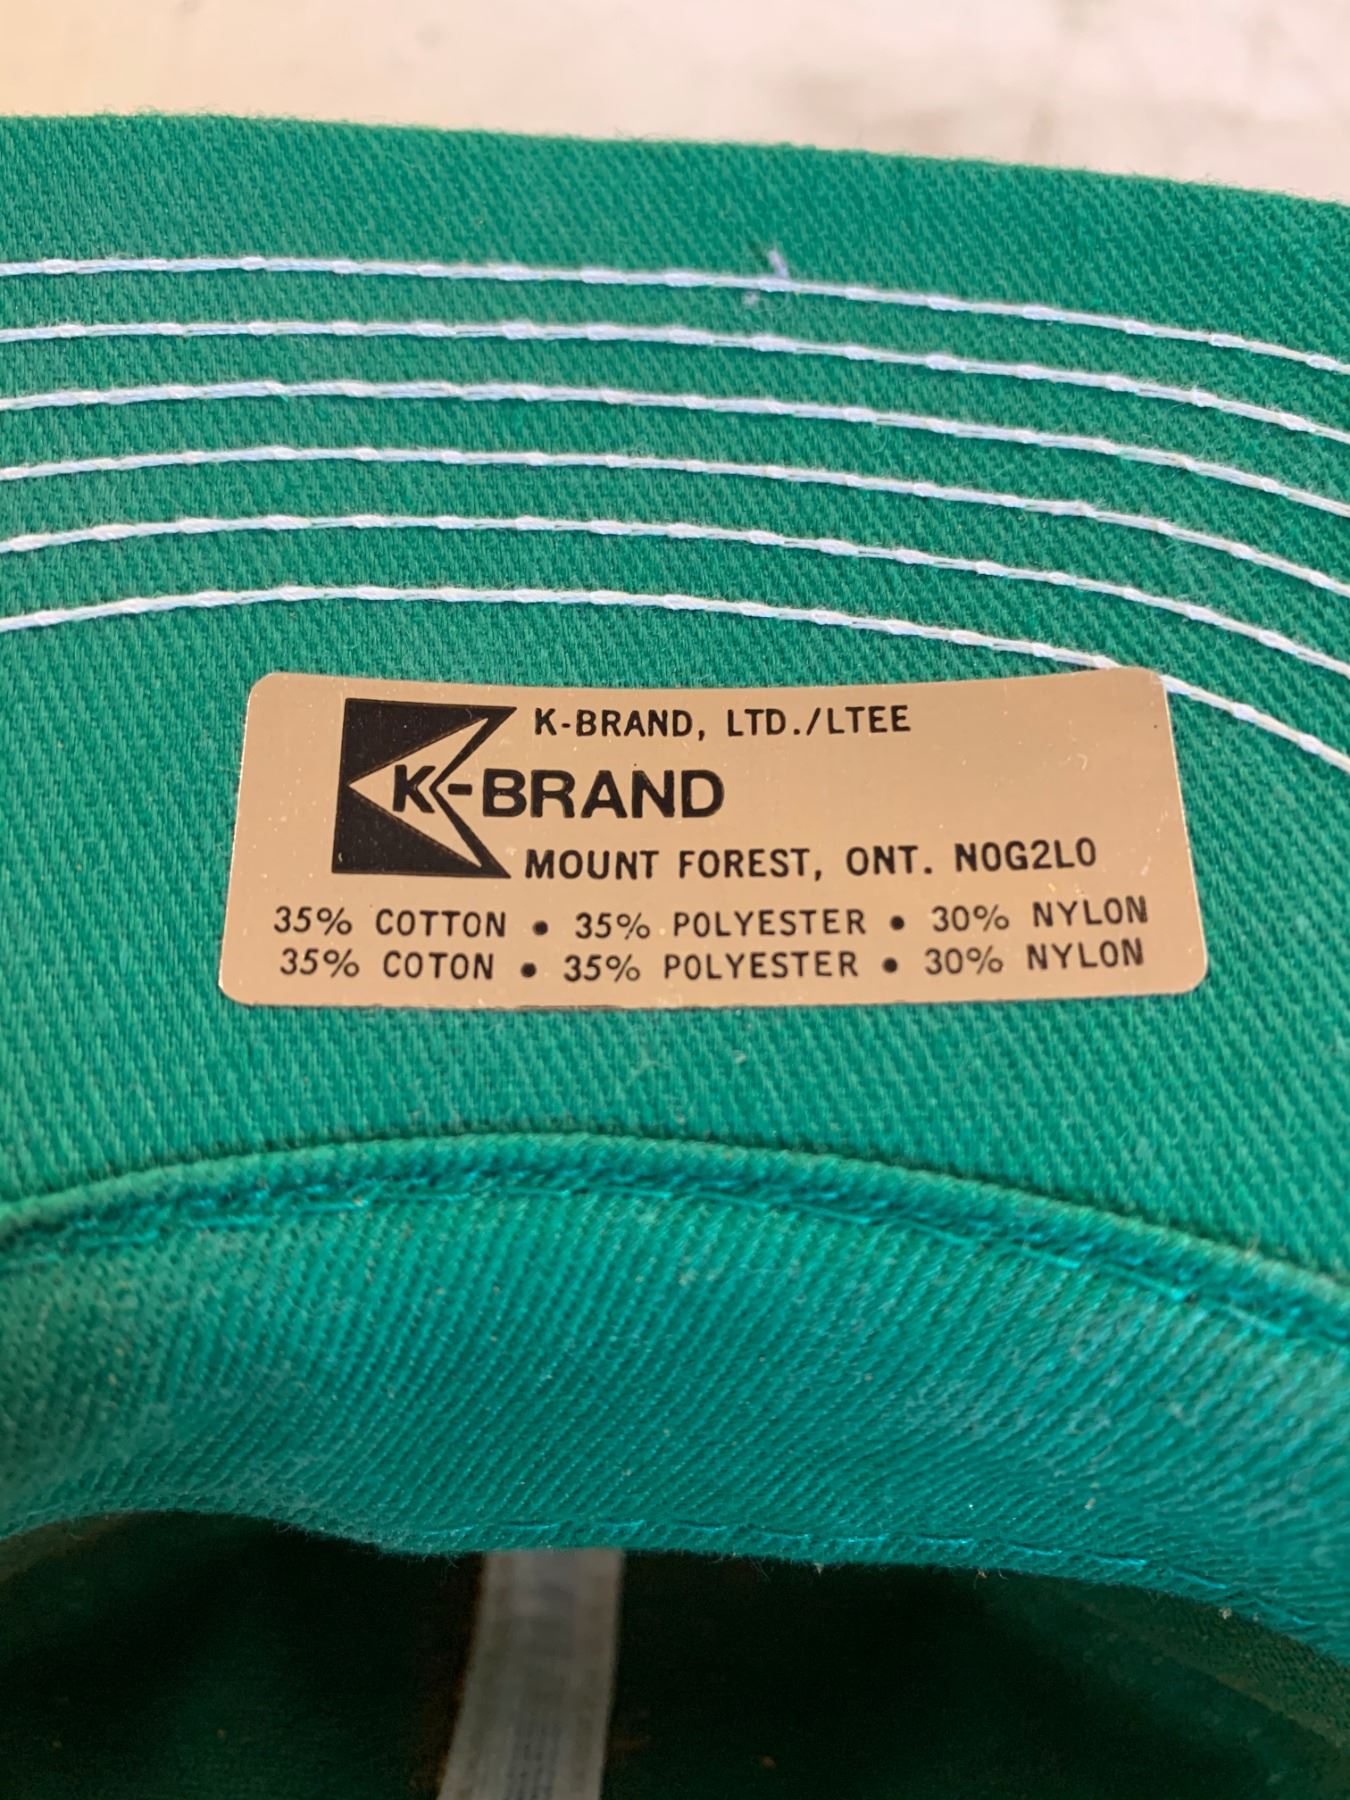 K-BRAND, LTD./LTEE
K-BRAND
MOUNT FOREST, ONT. N0G2L0
35% COTTON • 35% POLYESTER • 30% NYLON
35% COTON • 35% POLYESTER • 30% NYLON